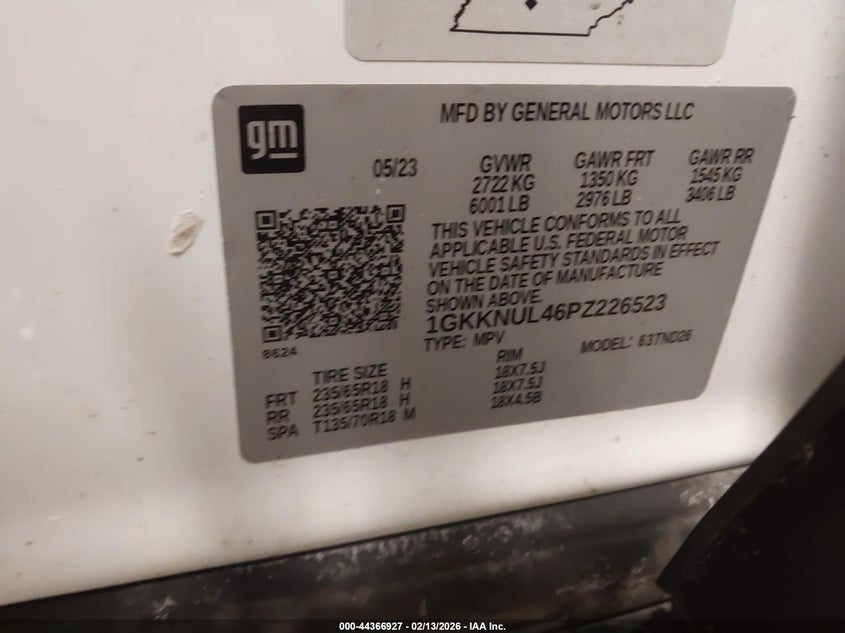 gm
MFD BY GENERAL MOTORS LLC
05/23
GVWR GAWR FRT GAWR RR
2722 KG 1350 KG 1545 KG
6001 LB 2976 LB 3406 LB
THIS VEHICLE CONFORMS TO ALL
APPLICABLE U.S. FEDERAL MOTOR
VEHICLE SAFETY STANDARDS IN EFFECT
ON THE DATE OF MANUFACTURE
SHOWN ABOVE.
1GKKNUL46PZ226523
8624
TYPE: MPV MODEL: 63TND26
TIRE SIZE RIM
FRT 235/65R18 H 18X7.5J
RR 235/65R18 H 18X7.5J
SPA T135/70R18 M 18X4.5B
000-44366927 - 02/13/2026 - IAA Inc.